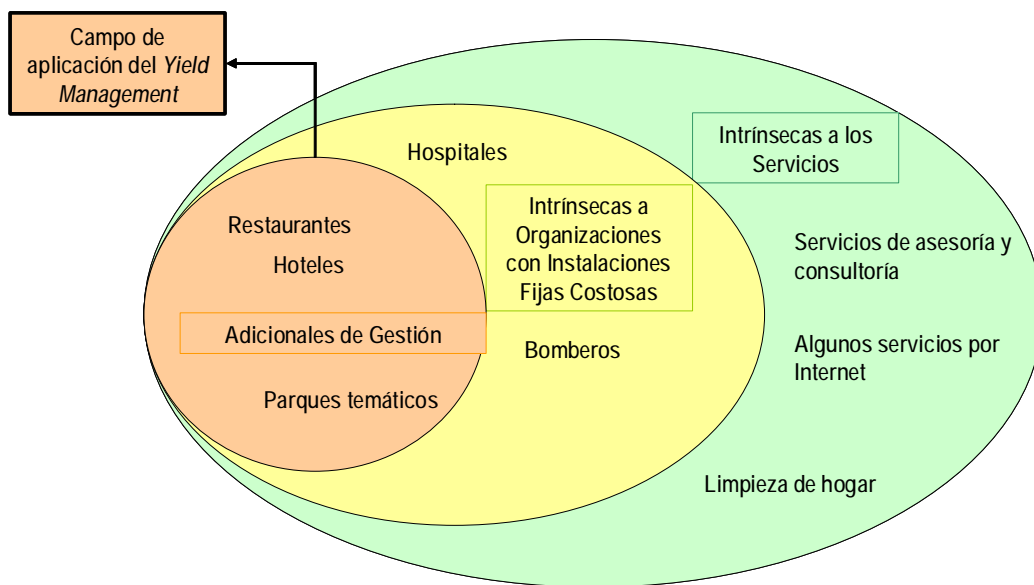 Campo de
aplicación del Yield
Management
Intrínsecas a los
Servicios
Hospitales
Intrínsecas a
Organizaciones
con Instalaciones
Fijas Costosas
Restaurantes
Hoteles
Servicios de asesoría y
consultoría
Adicionales de Gestión
Bomberos
Algunos servicios por
Internet
Parques temáticos
Limpieza de hogar